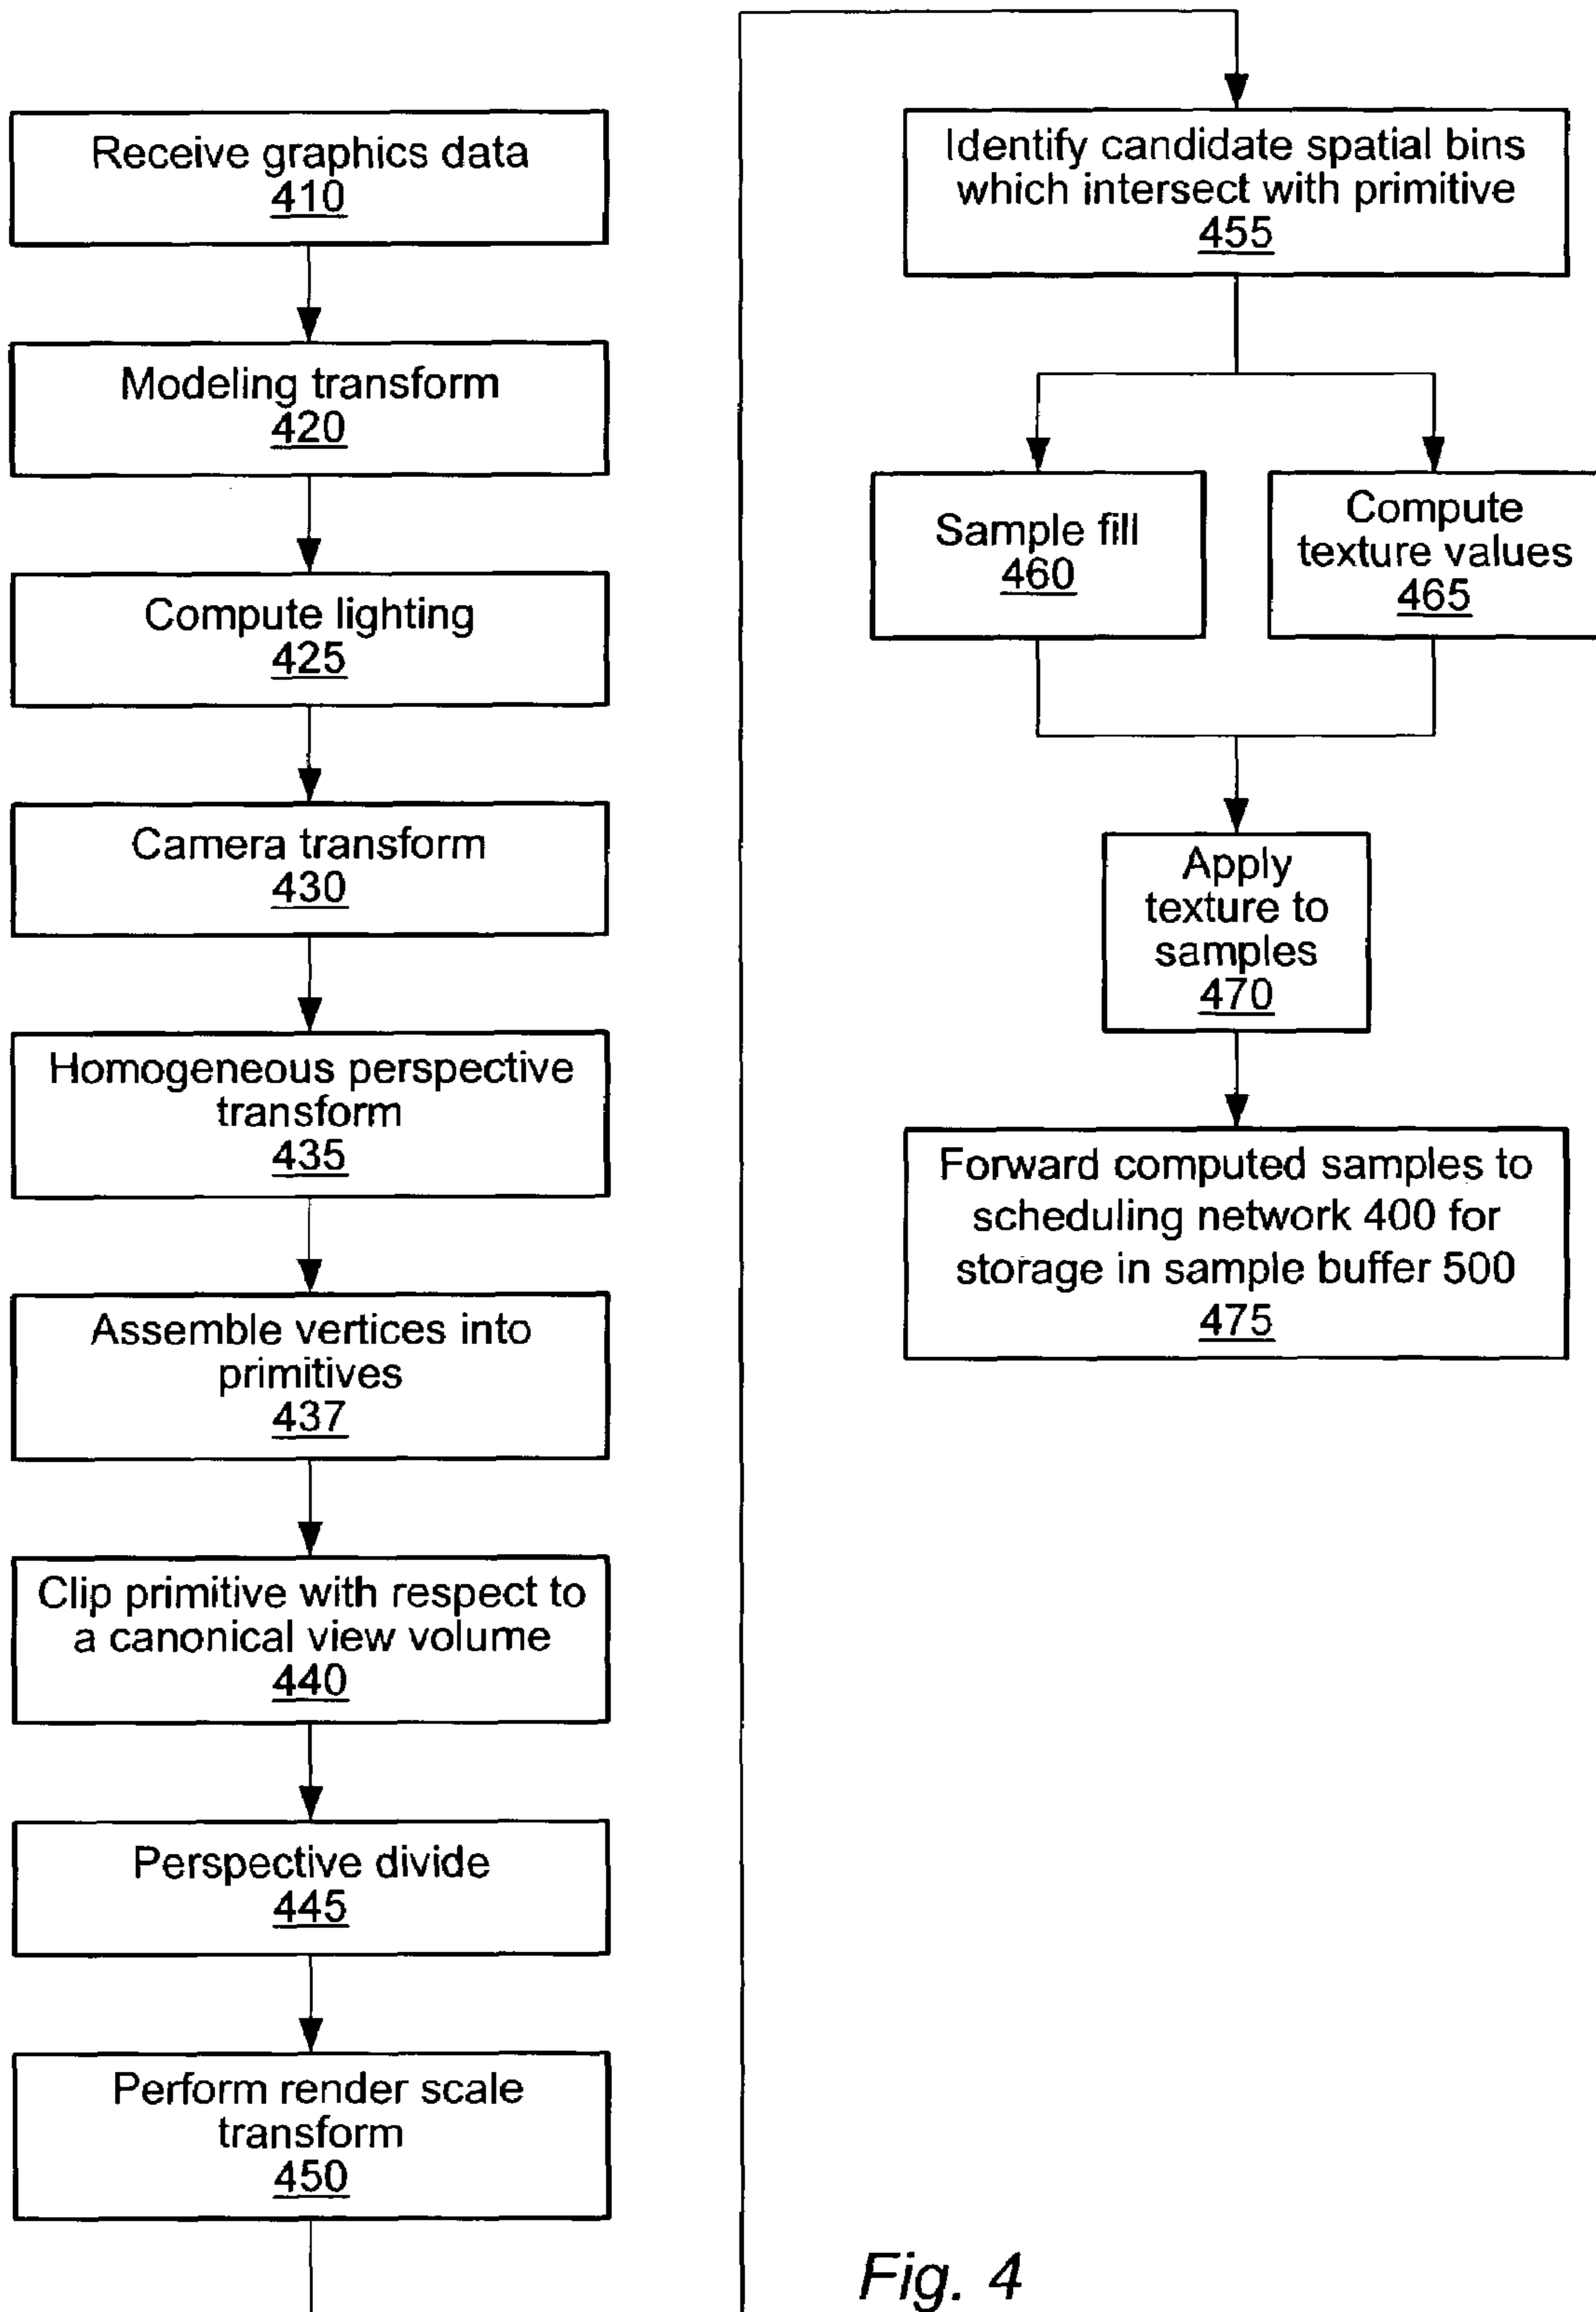 Receive graphics data
410
Modeling transform
420
Compute lighting
425
Camera transform
430
Homogeneous perspective
transform
435
Assemble vertices into
primitives
437
Clip primitive with respect to
a canonical view volume
440
Perspective divide
445
Perform render scale
transform
450
Identify candidate spatial bins
which intersect with primitive
455
Sample fill
460
Compute
texture values
465
Apply
texture to
samples
470
Forward computed samples to
scheduling network 400 for
storage in sample buffer 500
475
Fig. 4